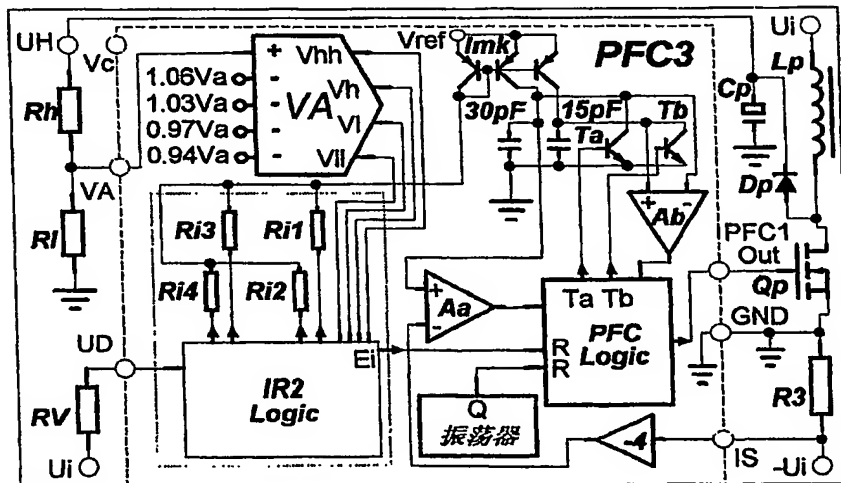 UH
Vc
Vref
Imk
PFC3
Ui
Lp
Rh
+
Vhh
1.06Va
-
Vh
1.03Va
-
VA
0.97Va
-
Vl
0.94Va
-
Vll
30pF
15pF
Ta
Tb
Cp
Dp
VA
Rl
Ri3
Ri1
Ri4
Ri2
+
-
Ab
PFC1
Out
Qp
+
-
Aa
Ta
Tb
PFC
Logic
GND
UD
Ei
R
R
IR2
Logic
RV
Q
振荡器
R3
-4
Ui
IS
-Ui